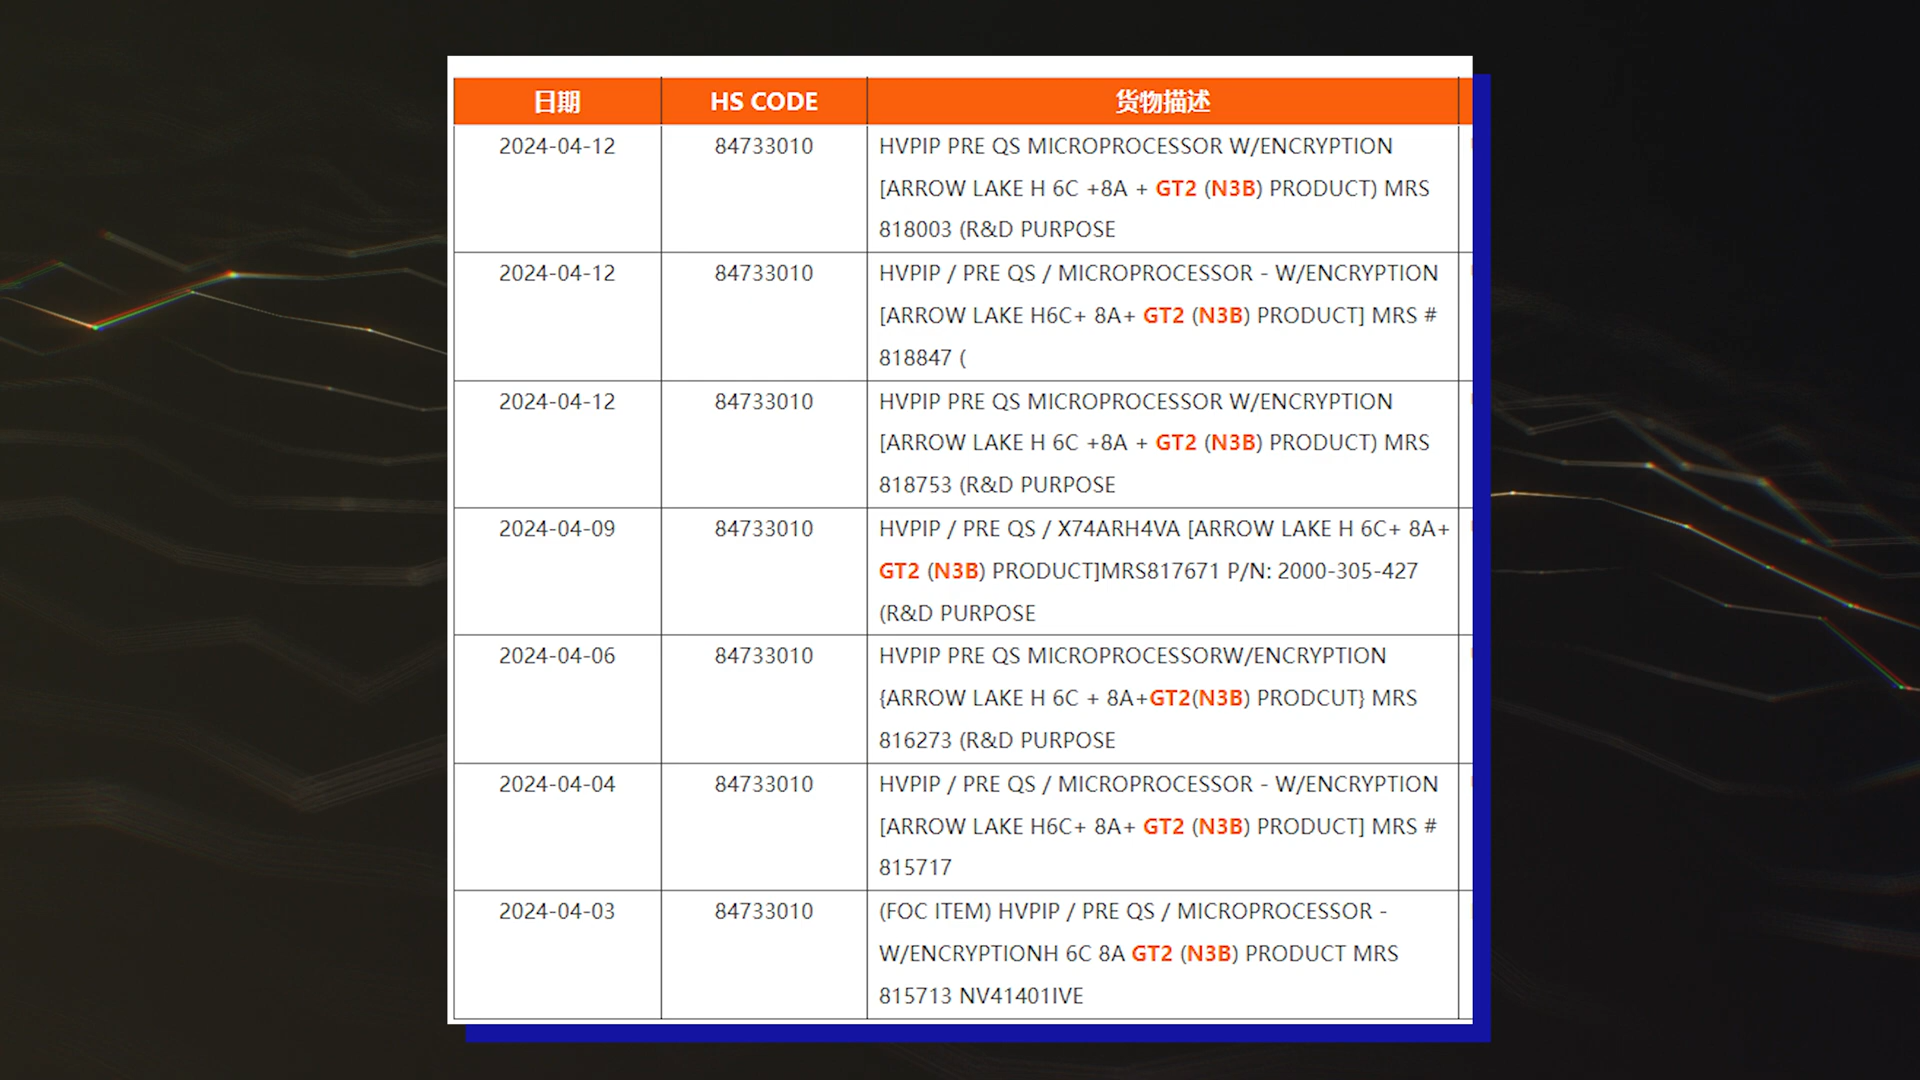 日期 HS CODE 货物描述
2024-04-12 84733010 HVPIP PRE QS MICROPROCESSOR W/ENCRYPTION
[ARROW LAKE H 6C +8A + GT2 (N3B) PRODUCT) MRS
818003 (R&D PURPOSE
2024-04-12 84733010 HVPIP / PRE QS / MICROPROCESSOR - W/ENCRYPTION
[ARROW LAKE H6C+ 8A+ GT2 (N3B) PRODUCT] MRS #
818847 (
2024-04-12 84733010 HVPIP PRE QS MICROPROCESSOR W/ENCRYPTION
[ARROW LAKE H 6C +8A + GT2 (N3B) PRODUCT) MRS
818753 (R&D PURPOSE
2024-04-09 84733010 HVPIP / PRE QS / X74ARH4VA [ARROW LAKE H 6C+ 8A+
GT2 (N3B) PRODUCT]MRS817671 P/N: 2000-305-427
(R&D PURPOSE
2024-04-06 84733010 HVPIP PRE QS MICROPROCESSORW/ENCRYPTION
{ARROW LAKE H 6C + 8A+GT2(N3B) PRODCUT} MRS
816273 (R&D PURPOSE
2024-04-04 84733010 HVPIP / PRE QS / MICROPROCESSOR - W/ENCRYPTION
[ARROW LAKE H6C+ 8A+ GT2 (N3B) PRODUCT] MRS #
815717
2024-04-03 84733010 (FOC ITEM) HVPIP / PRE QS / MICROPROCESSOR -
W/ENCRYPTIONH 6C 8A GT2 (N3B) PRODUCT MRS
815713 NV41401IVE